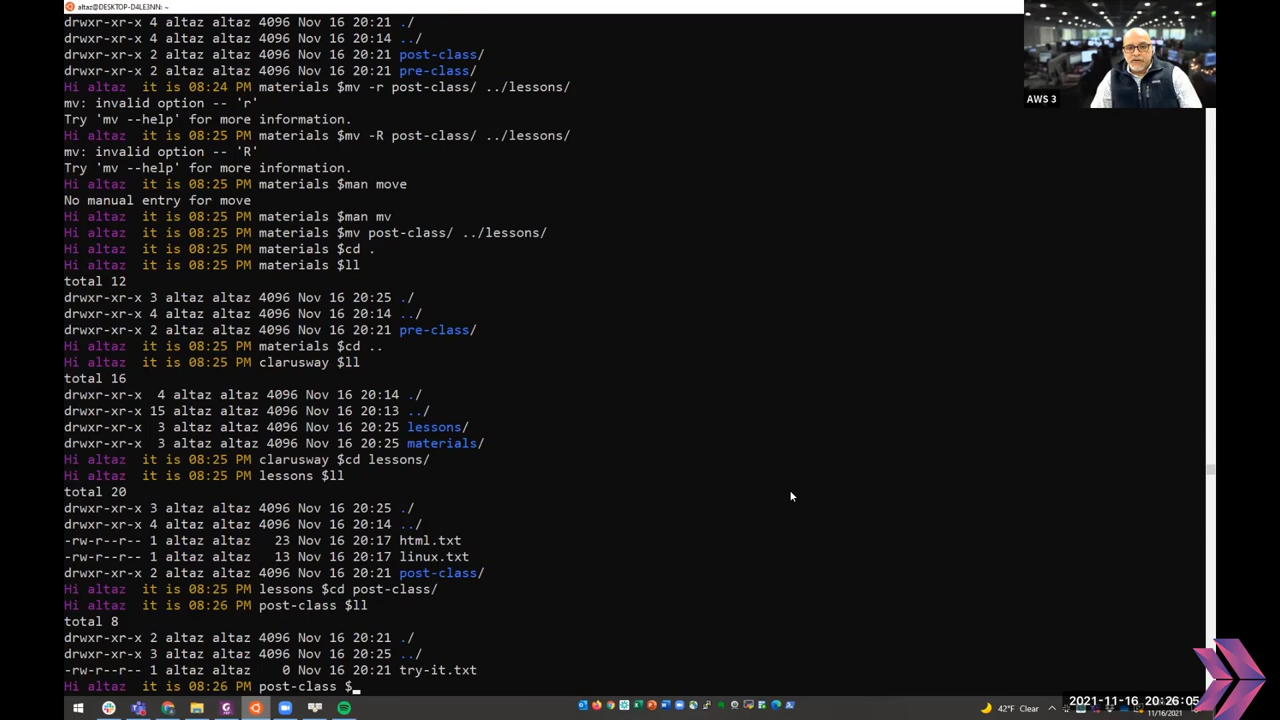 altaz@DESKTOP-D4LE3NN: ~
drwxr-xr-x 4 altaz altaz 4096 Nov 16 20:21 ./
drwxr-xr-x 4 altaz altaz 4096 Nov 16 20:14 ../
drwxr-xr-x 2 altaz altaz 4096 Nov 16 20:21 post-class/
drwxr-xr-x 2 altaz altaz 4096 Nov 16 20:21 pre-class/
Hi altaz  it is 08:24 PM materials $mv -r post-class/ ../lessons/
mv: invalid option -- 'r'
Try 'mv --help' for more information.
Hi altaz  it is 08:25 PM materials $mv -R post-class/ ../lessons/
mv: invalid option -- 'R'
Try 'mv --help' for more information.
Hi altaz  it is 08:25 PM materials $man move
No manual entry for move
Hi altaz  it is 08:25 PM materials $man mv
Hi altaz  it is 08:25 PM materials $mv post-class/ ../lessons/
Hi altaz  it is 08:25 PM materials $cd .
Hi altaz  it is 08:25 PM materials $ll
total 12
drwxr-xr-x 3 altaz altaz 4096 Nov 16 20:25 ./
drwxr-xr-x 4 altaz altaz 4096 Nov 16 20:14 ../
drwxr-xr-x 2 altaz altaz 4096 Nov 16 20:21 pre-class/
Hi altaz  it is 08:25 PM materials $cd ..
Hi altaz  it is 08:25 PM clarusway $ll
total 16
drwxr-xr-x  4 altaz altaz 4096 Nov 16 20:14 ./
drwxr-xr-x 15 altaz altaz 4096 Nov 16 20:13 ../
drwxr-xr-x  3 altaz altaz 4096 Nov 16 20:25 lessons/
drwxr-xr-x  3 altaz altaz 4096 Nov 16 20:25 materials/
Hi altaz  it is 08:25 PM clarusway $cd lessons/
Hi altaz  it is 08:25 PM lessons $ll
total 20
drwxr-xr-x 3 altaz altaz 4096 Nov 16 20:25 ./
drwxr-xr-x 4 altaz altaz 4096 Nov 16 20:14 ../
-rw-r--r-- 1 altaz altaz   23 Nov 16 20:17 html.txt
-rw-r--r-- 1 altaz altaz   13 Nov 16 20:17 linux.txt
drwxr-xr-x 2 altaz altaz 4096 Nov 16 20:21 post-class/
Hi altaz  it is 08:25 PM lessons $cd post-class/
Hi altaz  it is 08:26 PM post-class $ll
total 8
drwxr-xr-x 2 altaz altaz 4096 Nov 16 20:21 ./
drwxr-xr-x 3 altaz altaz 4096 Nov 16 20:25 ../
-rw-r--r-- 1 altaz altaz    0 Nov 16 20:21 try-it.txt
Hi altaz  it is 08:26 PM post-class $
AWS 3
42°F Clear
2021-11-16 20:26:05
11/16/2021